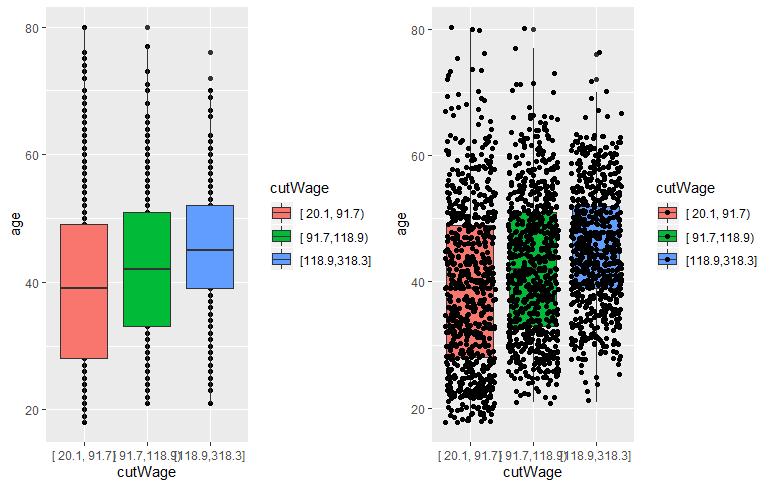 80
60
40
20
age
[ 20.1, 91.7)
[ 91.7,118.9)
[118.9,318.3]
cutWage
cutWage
[ 20.1, 91.7)
[ 91.7,118.9)
[118.9,318.3]
80
60
40
20
age
[ 20.1, 91.7)
[ 91.7,118.9)
[118.9,318.3]
cutWage
cutWage
[ 20.1, 91.7)
[ 91.7,118.9)
[118.9,318.3]